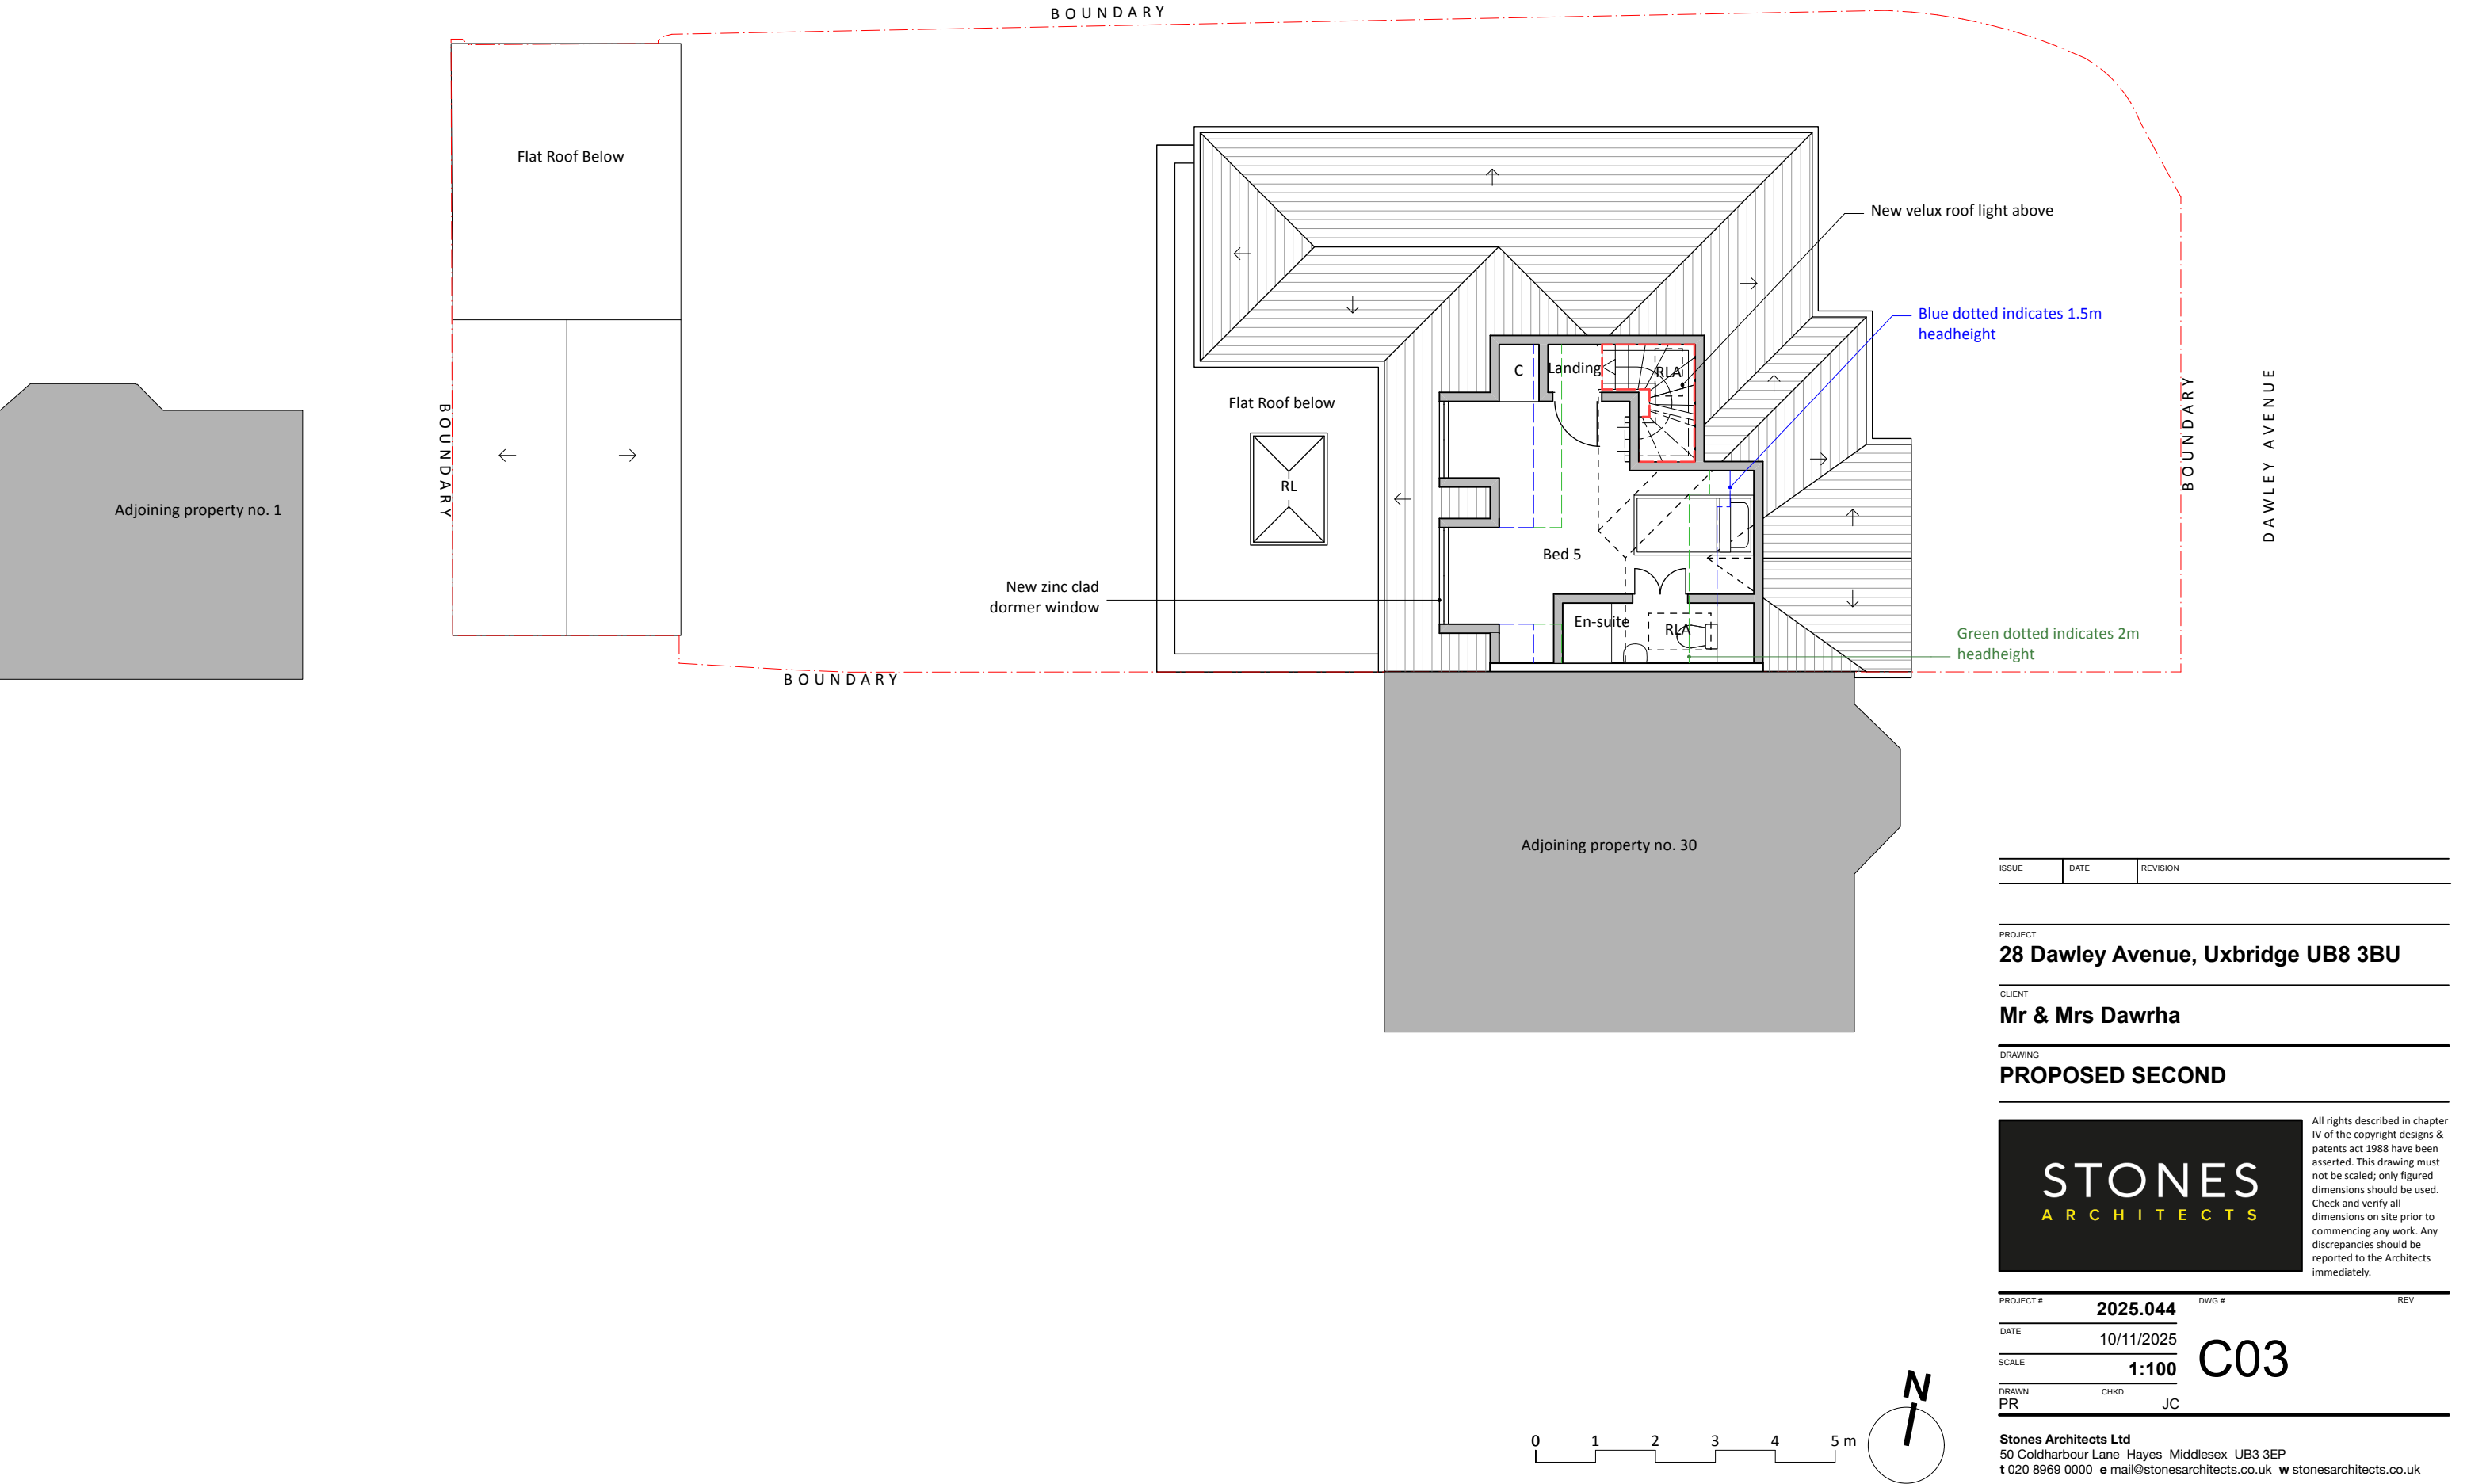 BOUNDARY
Flat Roof Below
New velux roof light above
Blue dotted indicates 1.5m
headheight
C
Landing
RLA
BOUNDARY
DAWLEY AVENUE
BOUNDARY
Flat Roof below
RL
Adjoining property no. 1
Bed 5
New zinc clad
dormer window
En-suite
RLA
Green dotted indicates 2m
headheight
BOUNDARY
Adjoining property no. 30
ISSUE DATE REVISION
PROJECT
28 Dawley Avenue, Uxbridge UB8 3BU
CLIENT
Mr & Mrs Dawrha
DRAWING
PROPOSED SECOND
STONES
ARCHITECTS
All rights described in chapter
IV of the copyright designs &
patents act 1988 have been
asserted. This drawing must
not be scaled; only figured
dimensions should be used.
Check and verify all
dimensions on site prior to
commencing any work. Any
discrepancies should be
reported to the Architects
immediately.
PROJECT # 2025.044 DWG # REV
DATE 10/11/2025
C03
SCALE 1:100
DRAWN CHKD
PR JC
N
0 1 2 3 4 5 m
Stones Architects Ltd
50 Coldharbour Lane Hayes Middlesex UB3 3EP
t 020 8969 0000 e mail@stonesarchitects.co.uk w stonesarchitects.co.uk